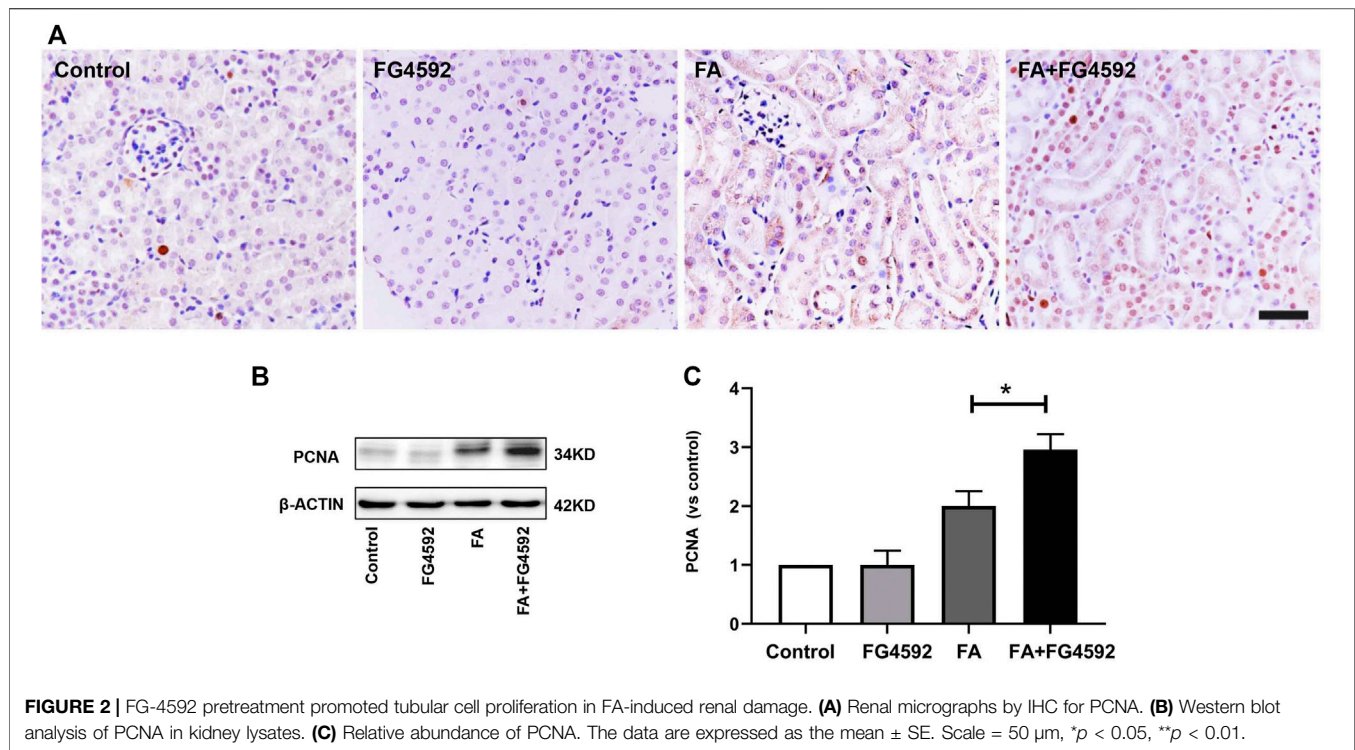 A
Control
FG4592
FA
FA+FG4592
B
PCNA
34KD
β-ACTIN
42KD
Control
FG4592
FA
FA+FG4592
C
PCNA (vs control)
4
3
2
1
0
*
Control
FG4592
FA
FA+FG4592
FIGURE 2 | FG-4592 pretreatment promoted tubular cell proliferation in FA-induced renal damage. (A) Renal micrographs by IHC for PCNA. (B) Western blot
analysis of PCNA in kidney lysates. (C) Relative abundance of PCNA. The data are expressed as the mean ± SE. Scale = 50 μm, *p < 0.05, **p < 0.01.